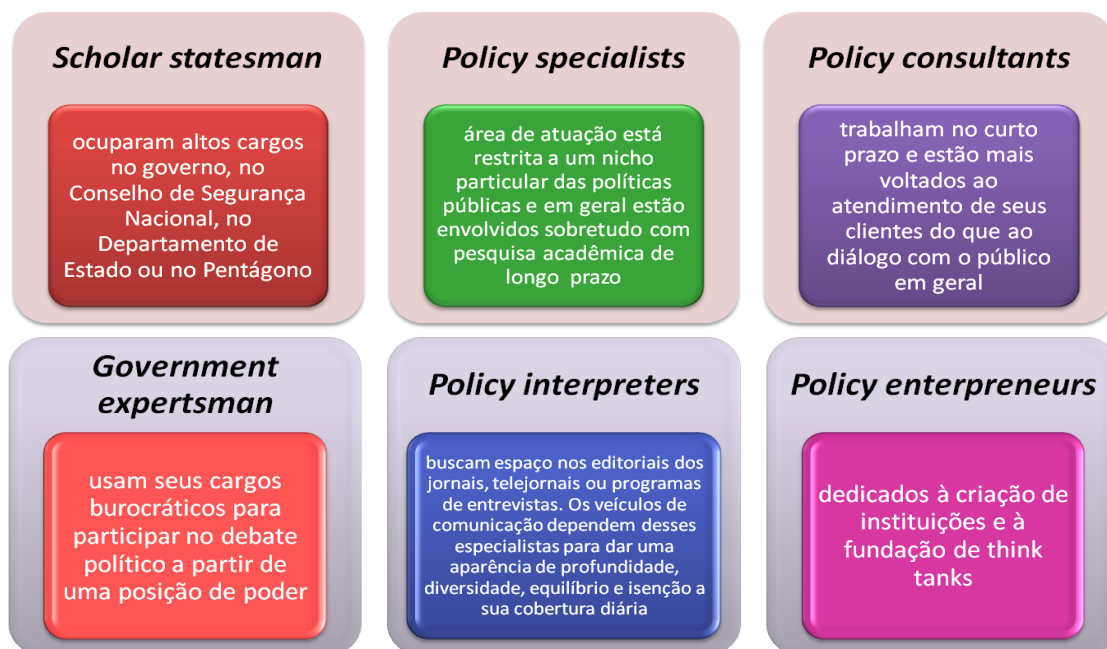 Scholar statesman
ocuparam altos cargos
no governo, no
Conselho de Segurança
Nacional, no
Departamento de
Estado ou no Pentágono
Policy specialists
área de atuação está
restrita a um nicho
particular das políticas
públicas e em geral estão
envolvidos sobretudo com
pesquisa acadêmica de
longo prazo
Policy consultants
trabalham no curto
prazo e estão mais
voltados ao
atendimento de seus
clientes do que ao
diálogo com o público
em geral
Government
expertsman
usam seus cargos
burocráticos para
participar no debate
político a partir de
uma posição de poder
Policy interpreters
buscam espaço nos editoriais dos
jornais, telejornais ou programas
de entrevistas. Os veículos de
comunicação dependem desses
especialistas para dar uma
aparência de profundidade,
diversidade, equilíbrio e isenção a
sua cobertura diária
Policy enterpreneurs
dedicados à criação de
instituições e à
fundação de think
tanks